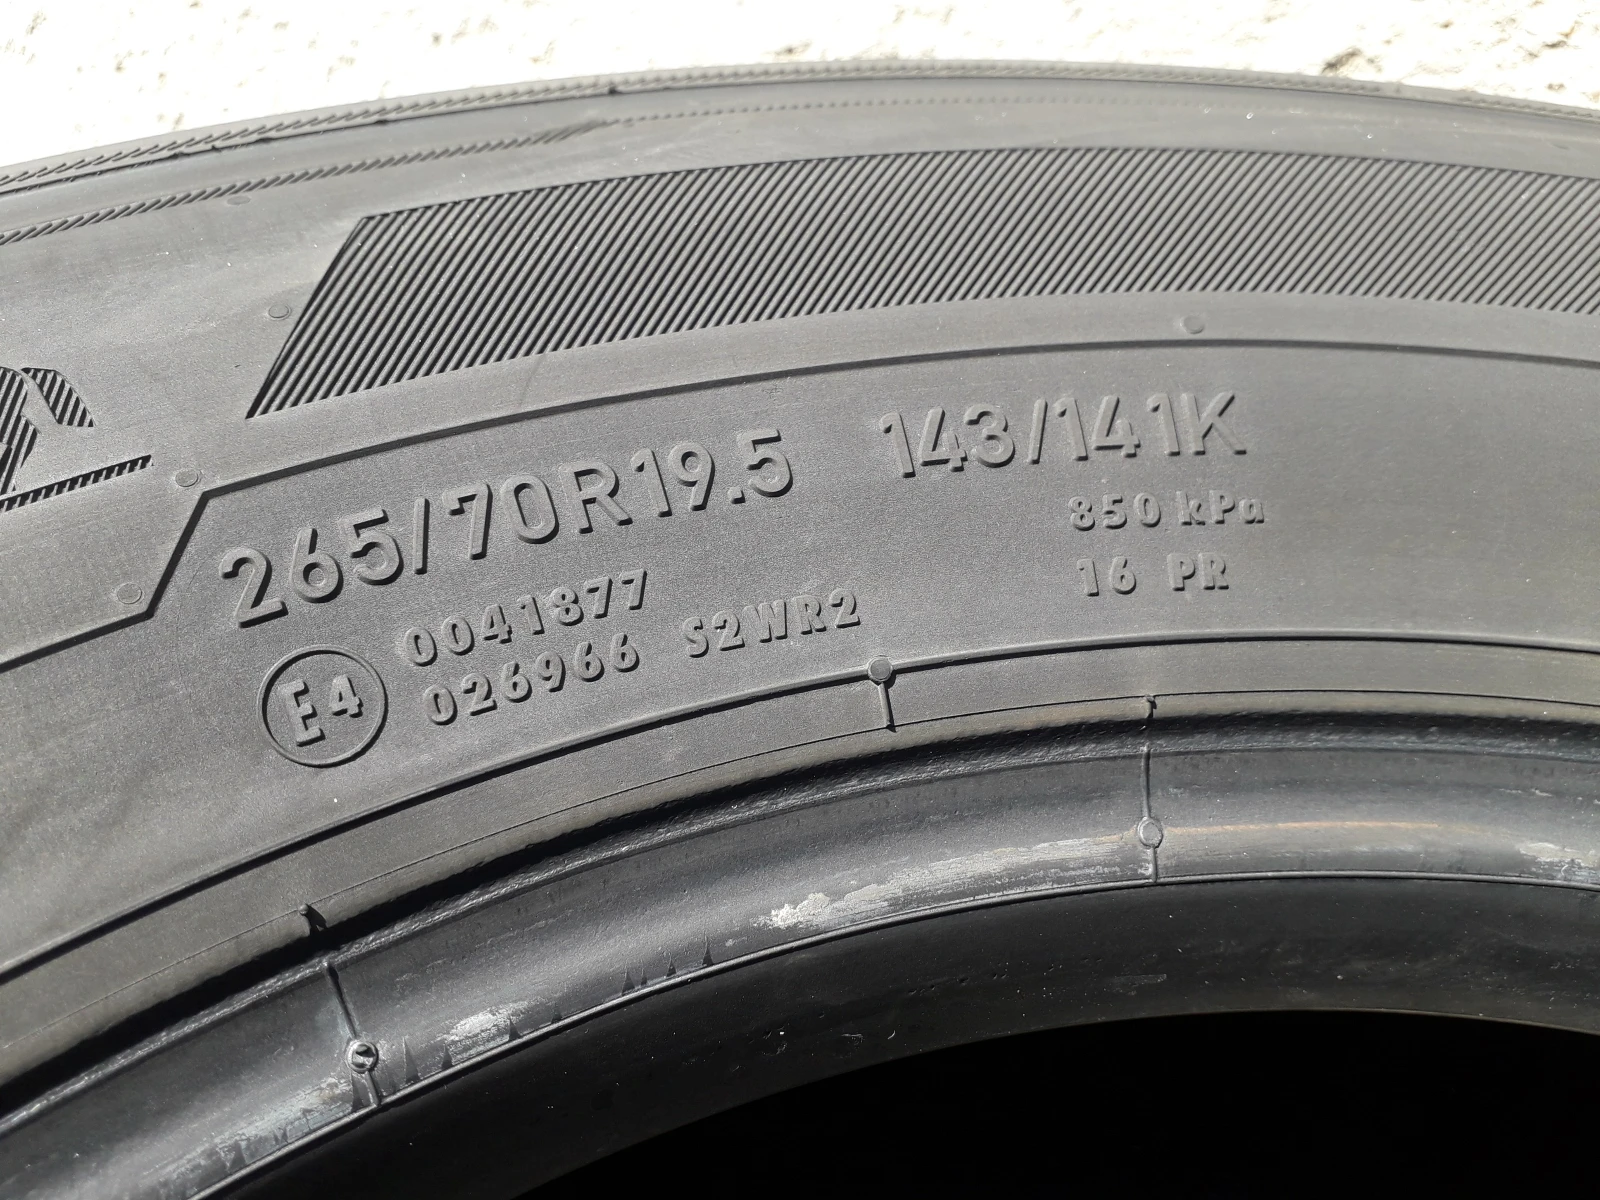 265/70R19.5 143/141K
850 kPa
16 PR
E4 0041877
026966 S2WR2